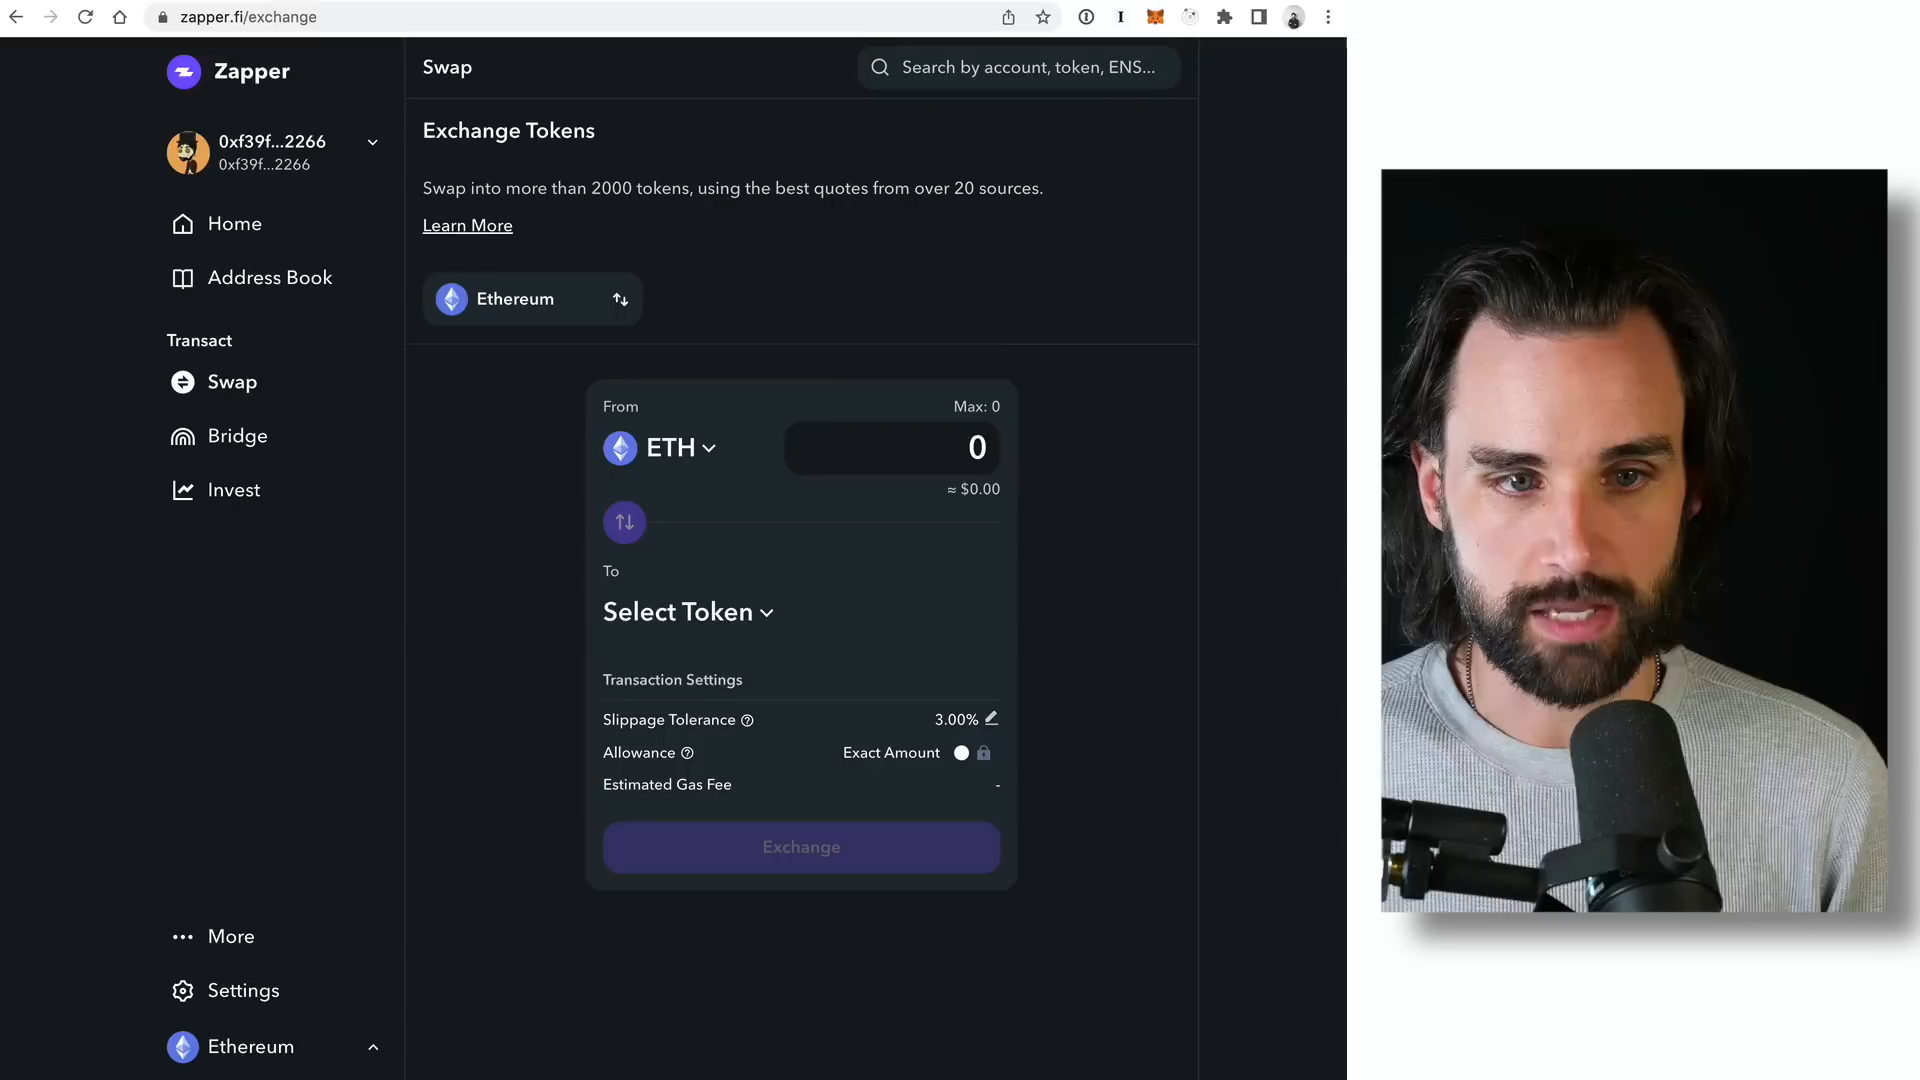 zapper.fi/exchange
Zapper
Swap
Search by account, token, ENS...
0xf39f...2266
0xf39f...2266
Home
Address Book
Transact
Swap
Bridge
Invest
More
Settings
Ethereum
Exchange Tokens
Swap into more than 2000 tokens, using the best quotes from over 20 sources.
Learn More
Ethereum
From
Max: 0
ETH
0
≈ $0.00
To
Select Token
Transaction Settings
Slippage Tolerance
3.00%
Allowance
Exact Amount
Estimated Gas Fee
-
Exchange